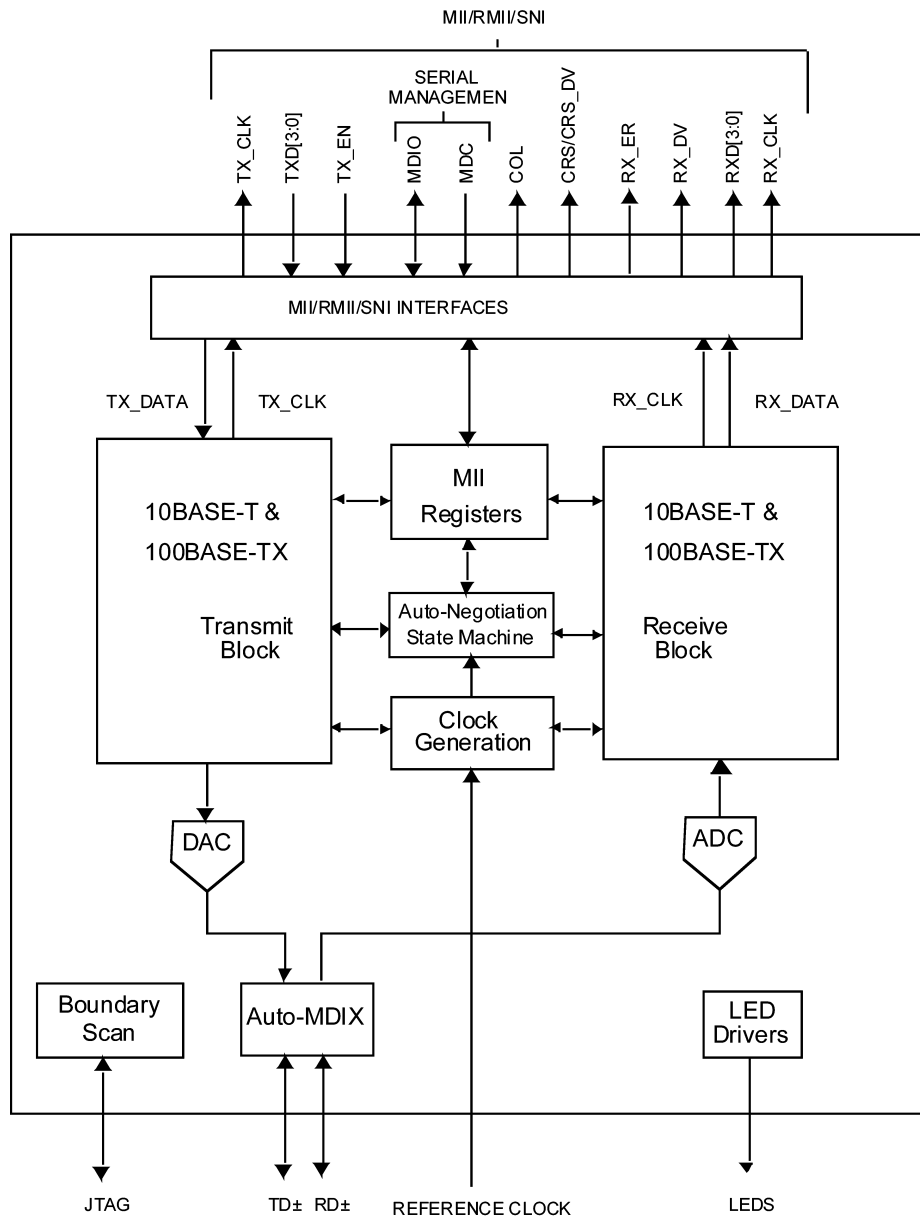 MII/RMII/SNI
SERIAL
MANAGEMEN
TX_CLK
TXD[3:0]
TX_EN
MDIO
MDC
COL
CRS/CRS_DV
RX_ER
RX_DV
RXD[3:0]
RX_CLK
MII/RMII/SNI INTERFACES
TX_DATA
TX_CLK
RX_CLK
RX_DATA
10BASE-T &
100BASE-TX
Transmit
Block
MII
Registers
Auto-Negotiation
State Machine
Clock
Generation
10BASE-T &
100BASE-TX
Receive
Block
DAC
ADC
Boundary
Scan
Auto-MDIX
LED
Drivers
JTAG
TD±
RD±
REFERENCE CLOCK
LEDS